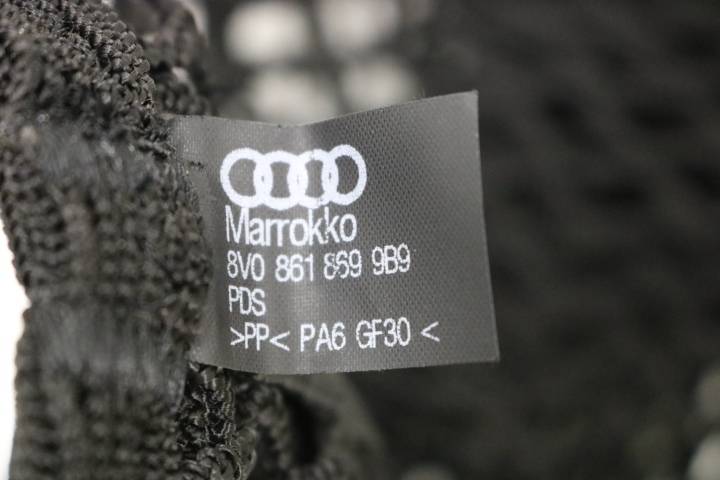 Marrokko
8V0 861 869 9B9
PDS
>PP< PA6 GF30 <